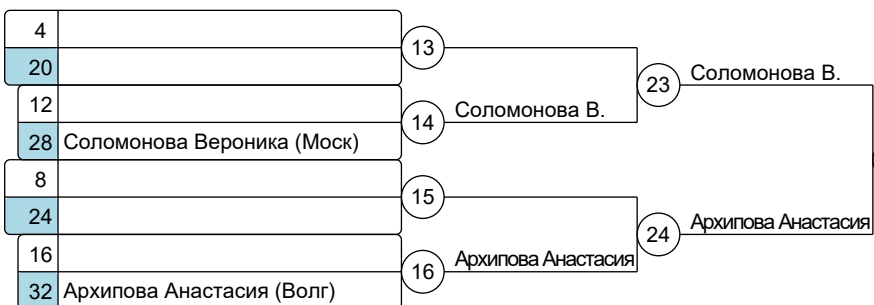 4
13
20
23 Соломонова В.
12
14 Соломонова В.
28 Соломонова Вероника (Моск)
8
15
24
24 Архипова Анастасия
16
16 Архипова Анастасия
32 Архипова Анастасия (Волг)